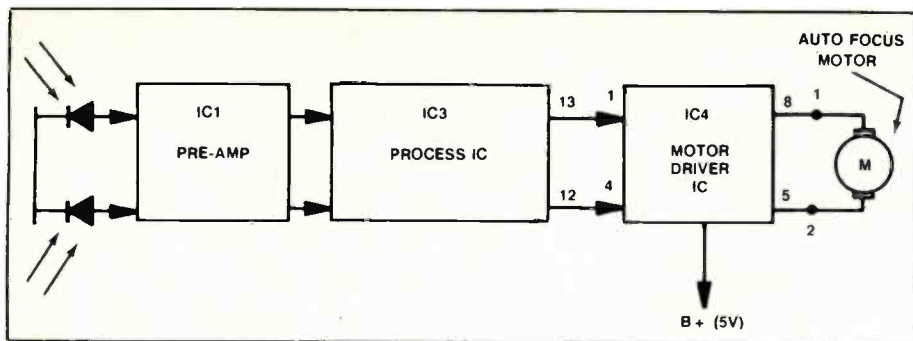 AUTO FOCUS
MOTOR
IC1
PRE-AMP
IC3
PROCESS IC
13
12
1
4
IC4
MOTOR
DRIVER
IC
8
5
1
2
M
B+ (5V)